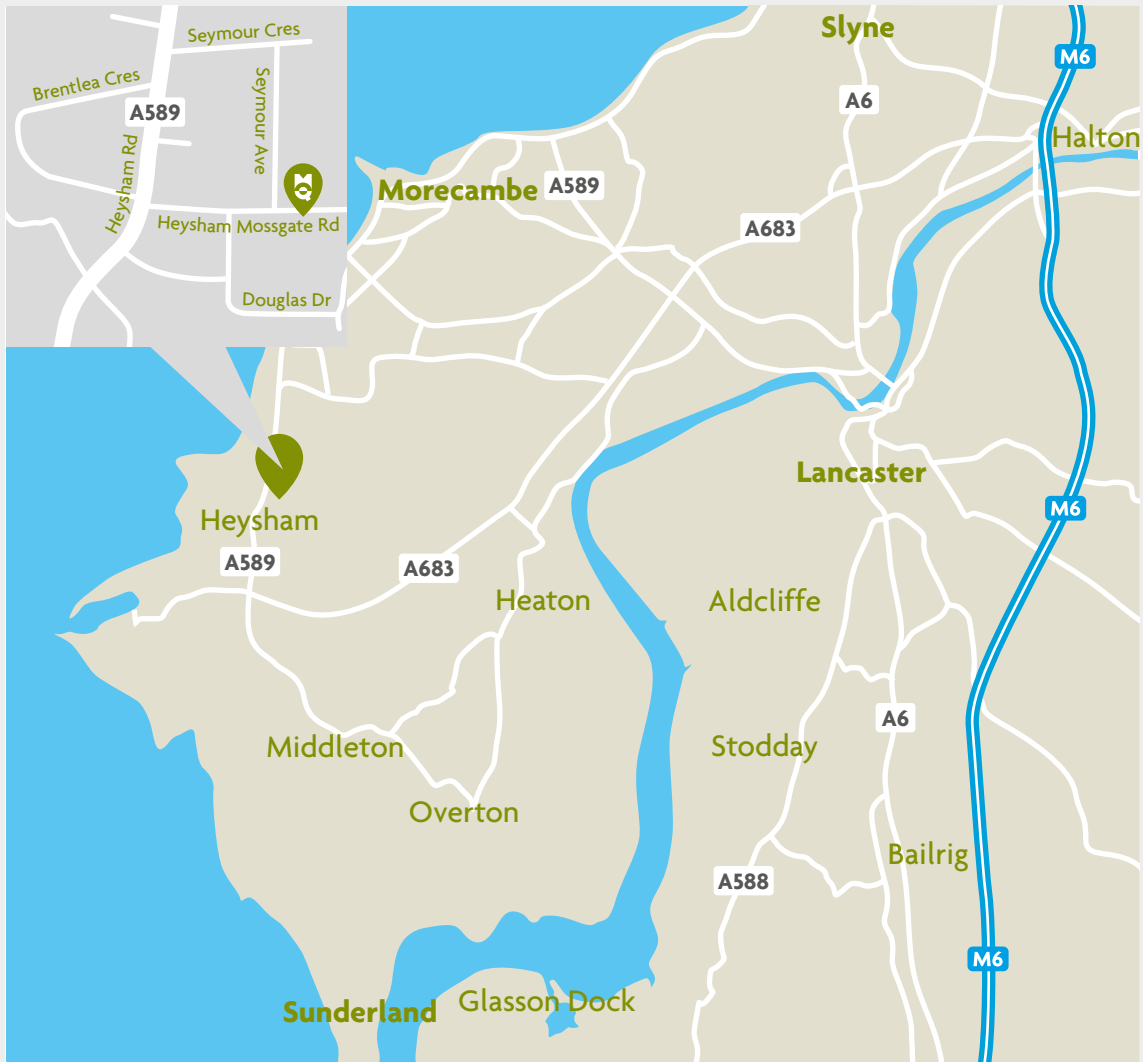 Seymour Cres
Brentlea Cres
Seymour Ave
A589
Heysham Rd
MQ
Heysham Mossgate Rd
Douglas Dr
Slyne
M6
A6
Halton
Morecambe
A589
A683
Lancaster
M6
Heysham
A589
A683
Heaton
Aldcliffe
A6
Middleton
Stodday
Overton
Bailrig
A588
M6
Sunderland
Glasson Dock